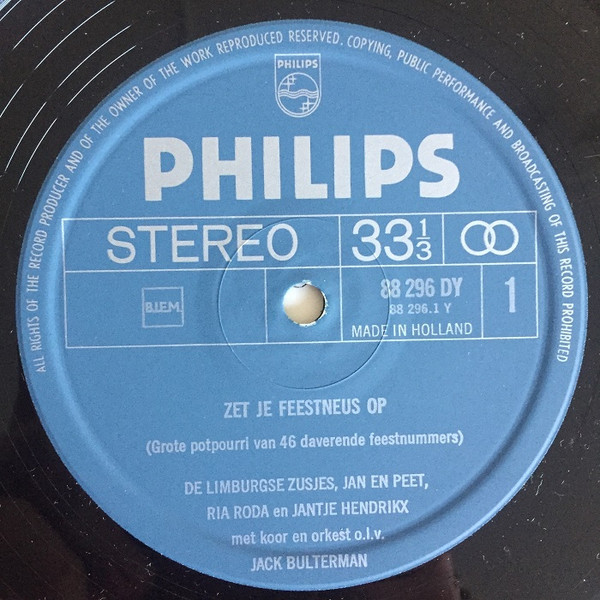 ALL RIGHTS OF THE RECORD PRODUCER AND OF THE OWNER OF THE WORK REPRODUCED RESERVED. COPYING, PUBLIC PERFORMANCE AND BROADCASTING OF THIS RECORD PROHIBITED
PHILIPS
PHILIPS
STEREO 33 1/3
B.I.E.M. 88 296 DY 1
88 296.1 Y
MADE IN HOLLAND
ZET JE FEESTNEUS OP
(Grote potpourri van 46 daverende feestnummers)
DE LIMBURGSE ZUSJES, JAN EN PEET,
RIA RODA en JANTJE HENDRIKX
met koor en orkest o.l.v.
JACK BULTERMAN